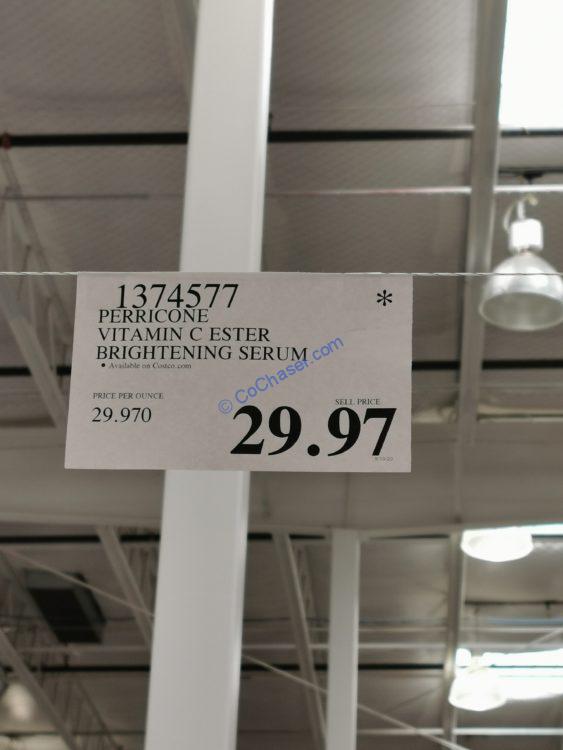 1374577 *
PERRICONE
VITAMIN C ESTER
BRIGHTENING SERUM
• Available on Costco.com
© CoChaser.com
PRICE PER OUNCE
29.970
SELL PRICE
29.97